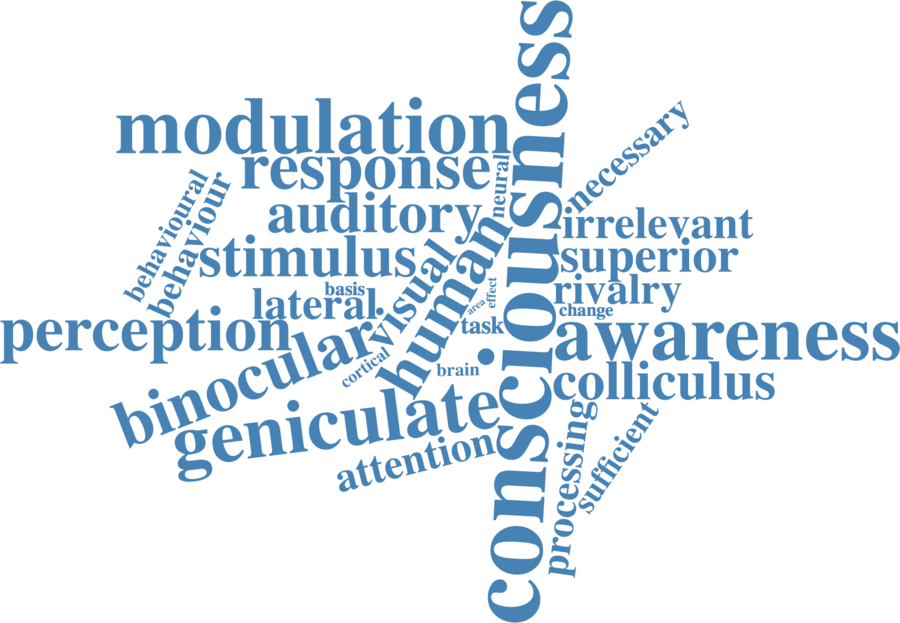 consciousness
modulation
response
neural
necessary
behavioural
behaviour
auditory
irrelevant
stimulus
visual
human
superior
basis
lateral
area
effect
rivalry
change
perception
task
awareness
binocular
cortical
brain
colliculus
geniculate
attention
processing
sufficient